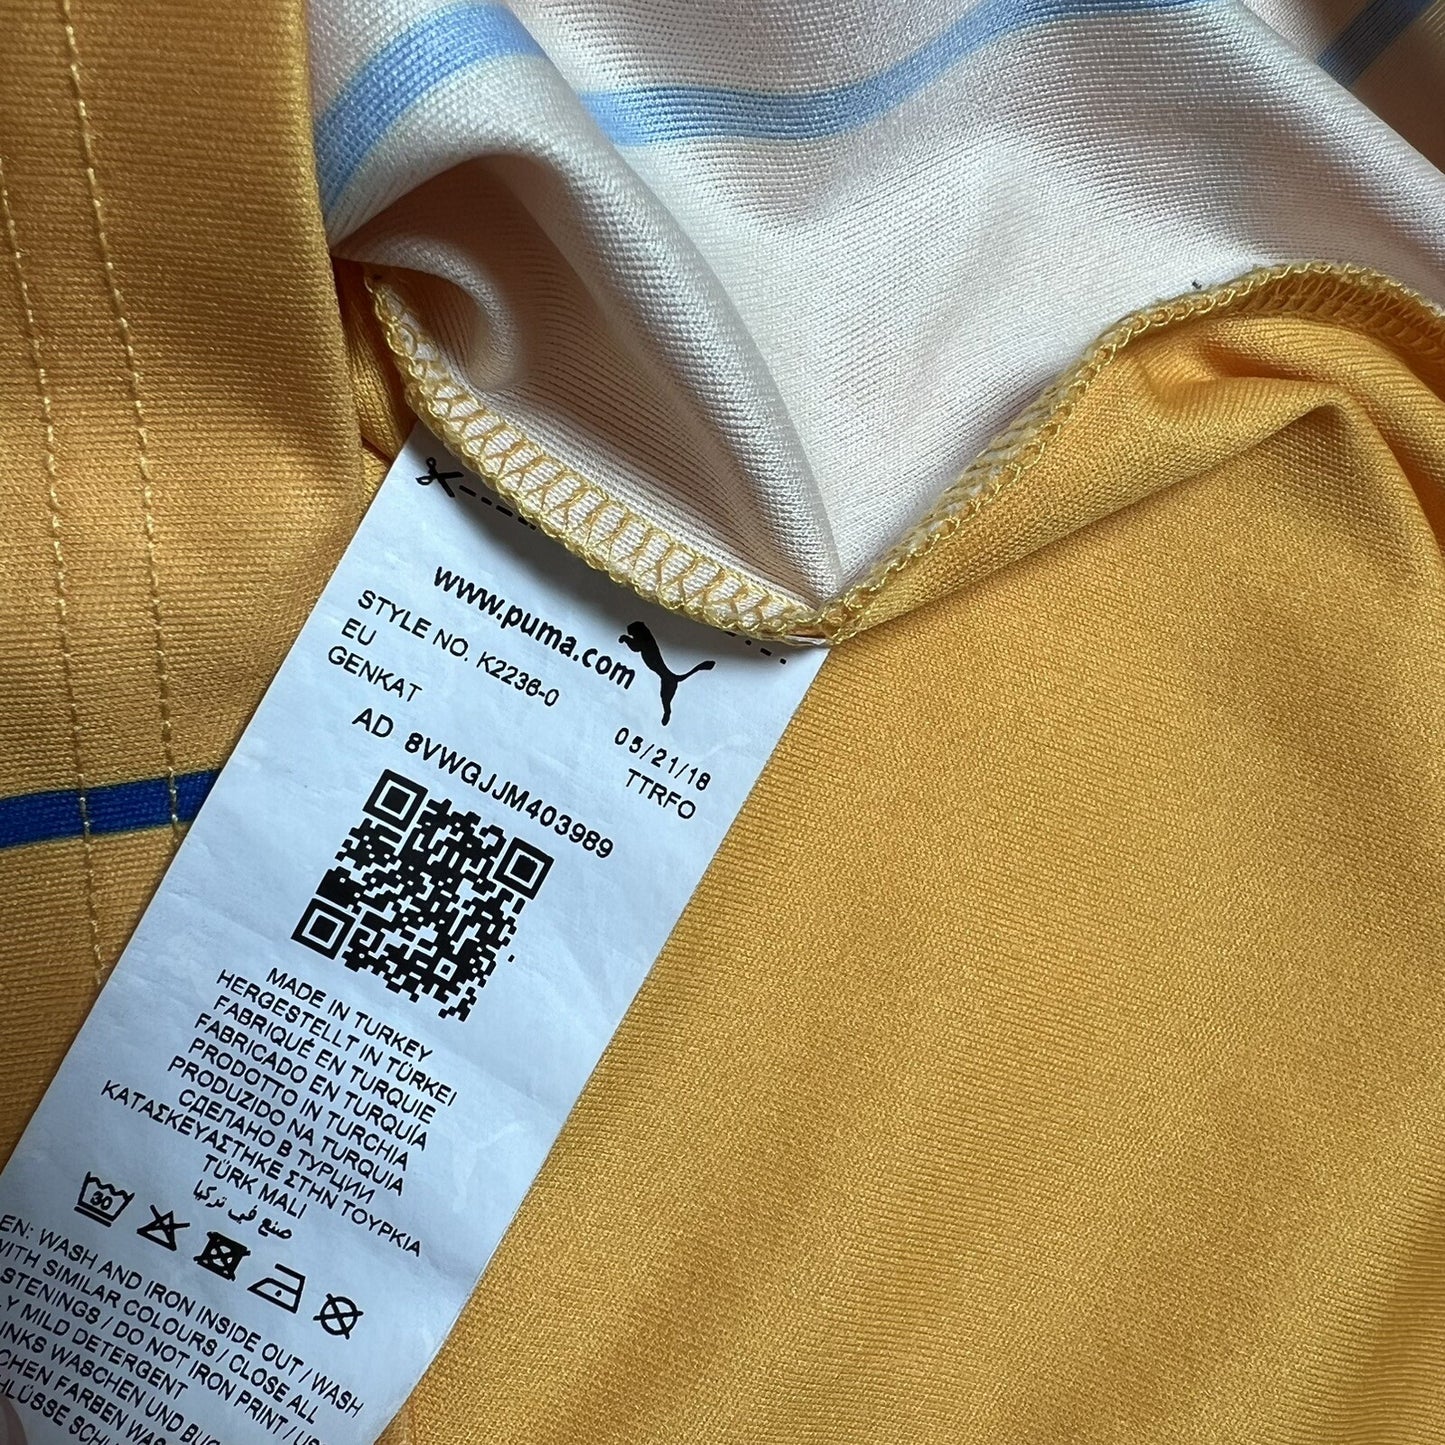 www.puma.com
STYLE NO. K2236-0
EU
GENKAT
05/21/18
TTRFO
AD 8VWGJJM403989
MADE IN TURKEY
HERGESTELLT IN TÜRKEI
FABRIQUÉ EN TURQUIE
FABRICADO EN TURQUÍA
PRODOTTO IN TURCHIA
PRODUZIDO NA TURQUIA
СДЕЛАНО В ТУРЦИИ
ΚΑΤΑΣΚΕΥΑΣΤΗΚΕ ΣΤΗΝ ΤΟΥΡΚΙΑ
TÜRK MALI
صنع في تركيا
30
EN: WASH AND IRON INSIDE OUT / WASH
WITH SIMILAR COLOURS / CLOSE ALL
STENINGS / DO NOT IRON PRINT /
LY MILD DETERGENT
INKS WASCHEN UND
CHEN FARBEN
HLÜSSE